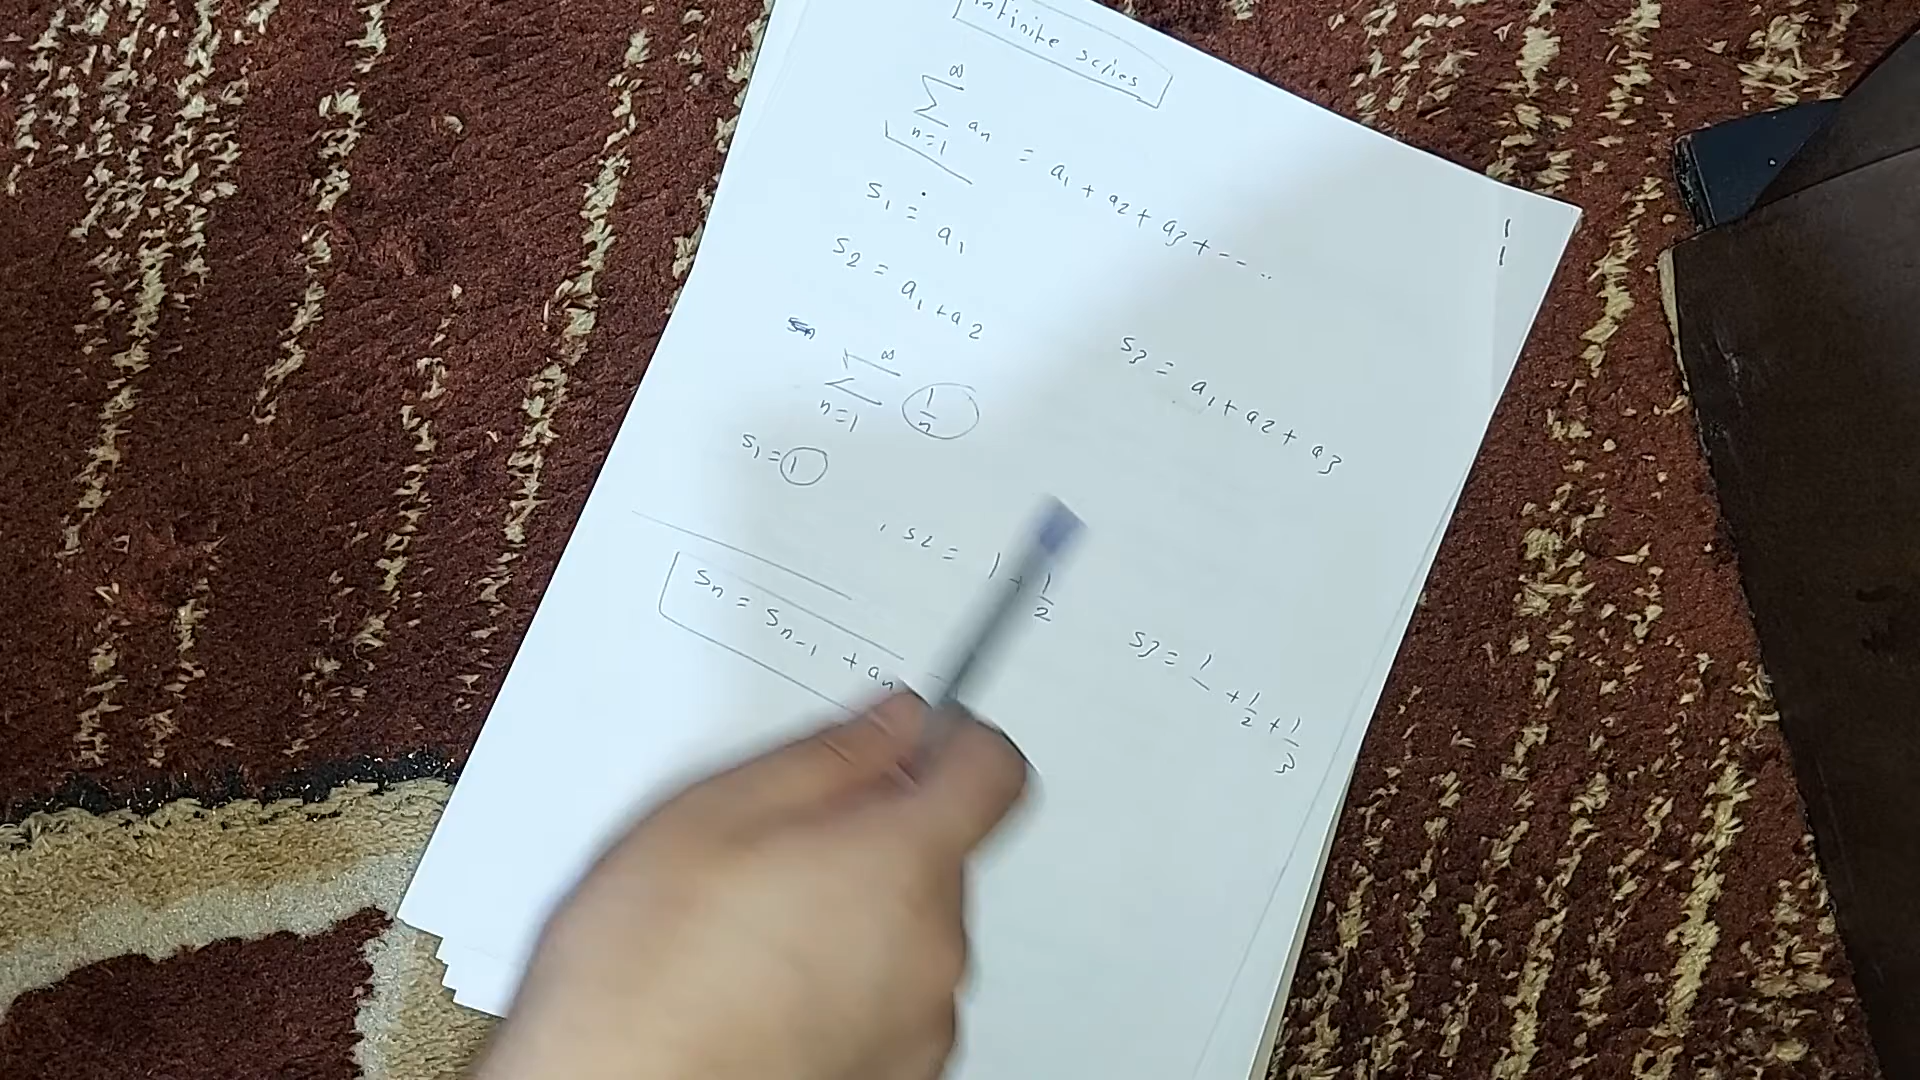 Infinite series
∞ ∑ n=1 an = a1 + a2 + a3 + -- ..
S1 = a1
S2 = a1 + a2
S3 = a1 + a2 + a3
∞ ∑ n=1 1/n
S1 = 1 , S2 = 1 + 1/2
S3 = 1 + 1/2 + 1/3
Sn = Sn-1 + an